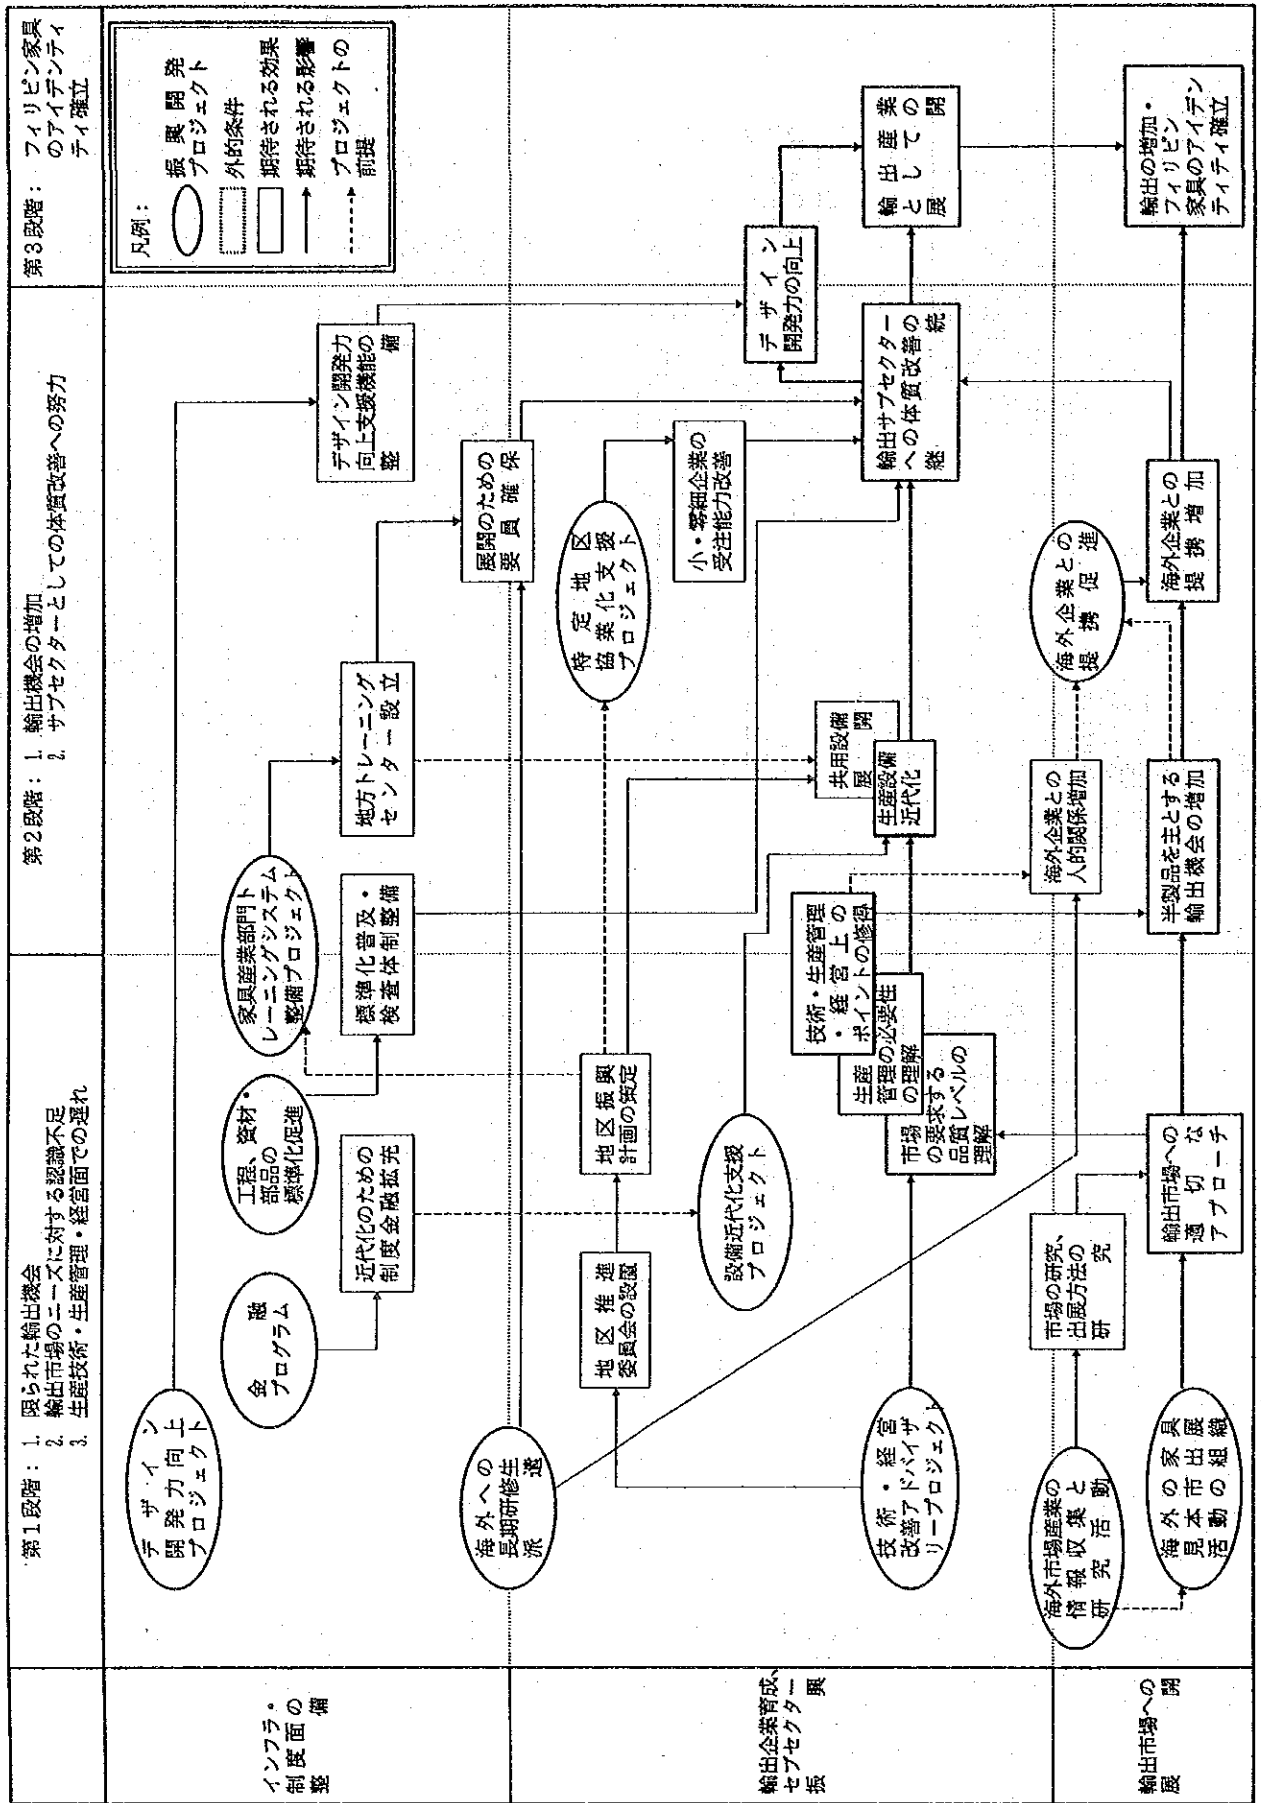 第1段階： 1. 限られた輸出機会
2. 輸出市場のニーズに対する認識不足
3. 生産技術・生産管理・経営面での遅れ
第2段階： 1. 輸出機会の増加
2. サブセクターとしての体質改善への努力
第3段階： フィリピン家具
のアイデンティ
ティ確立
凡例：
振興開発
プロジェクト
外的条件
期待される効果
期待される影響
プロジェクトの
前提
インフラ・
制度面の
整備
デザイン
開発力向上
プロジェクト
金融
プログラム
近代化のための
制度金融拡充
工程、資材・
部品の
標準化促進
標準化普及・
検査体制整備
家具産業部門ト
レーニングシステム
整備プロジェクト
地方トレーニング
センター設立
デザイン開発力
向上支援機能の
整備
海外への
長期研修生
派遣
展開のための
要員確保
輸出企業育成、
セブセクター
振興
地区推進
委員会の設置
地区振興
計画の策定
特定地区
協業化支援
プロジェクト
小・零細企業の
受注能力改善
設備近代化支援
プロジェクト
共用設備
展開
生産設備
近代化
技術・経営
改善アドバイザ
リープロジェクト
市場
の要求する
品質レベルの
理解
生産
管理の必要性
の理解
技術・生産管理
・経営上の
ポイントの修得
輸出サブセクター
への体質改善の
継続
デザイン
開発力の向上
輸出産業
としての
展開
輸出市場への
展開
海外市場産業の
情報収集と
研究活動
市場の研究、
出展方法の
研究
海外企業との
人的関係増加
海外企業との
提携促進
海外の家具
見本市出展
活動の組織
輸出市場への
適切な
アプローチ
半製品を主とする
輸出機会の増加
海外企業との
提携増加
輸出の増加・
フィリピン
家具のアイデン
ティティ確立